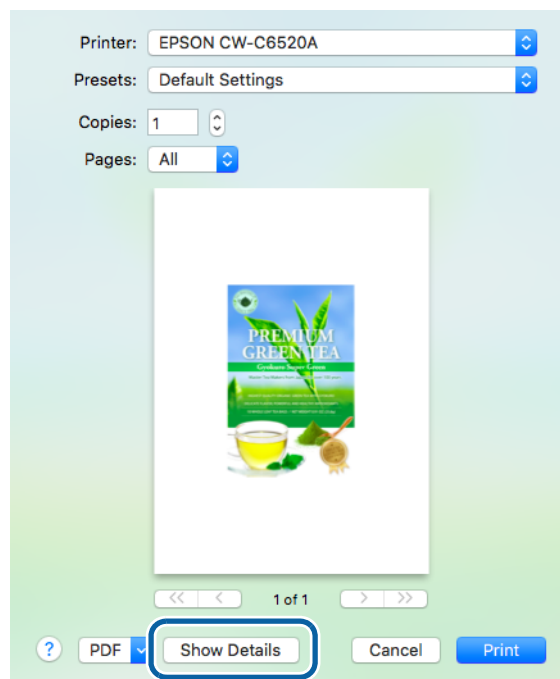 Printer: EPSON CW-C6520A
Presets: Default Settings
Copies: 1
Pages: All
PREMIUM
GREEN TEA
Gyokuro Super Green
<< < 1 of 1 > >>
? PDF Show Details Cancel Print